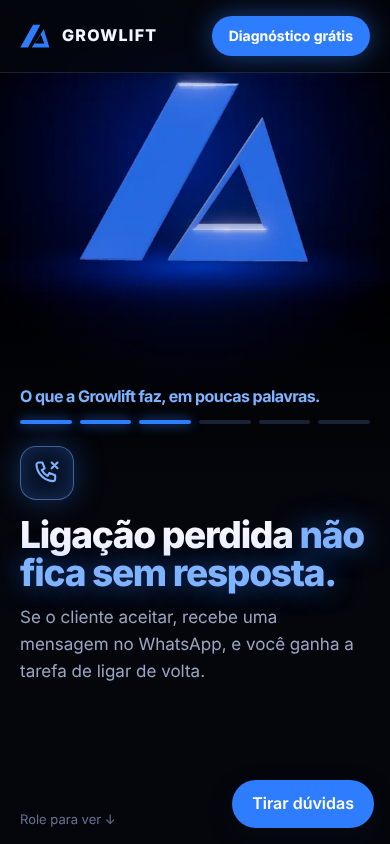 GROWLIFT
Diagnóstico grátis
O que a Growlift faz, em poucas palavras.
Ligação perdida não
fica sem resposta.
Se o cliente aceitar, recebe uma
mensagem no WhatsApp, e você ganha a
tarefa de ligar de volta.
Role para ver ↓
Tirar dúvidas